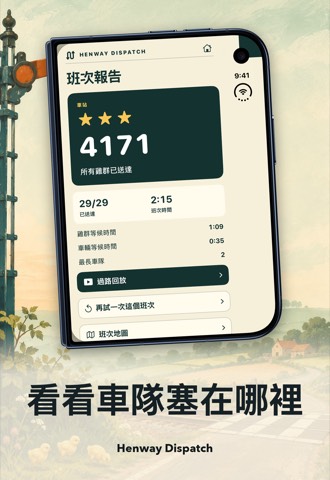 HENWAY DISPATCH
班次報告
9:41
車站
4171
所有雞群已送達
29/29
已送達
2:15
班次時間
雞群等候時間 1:09
車輛等候時間 0:35
最長車隊 2
過路回放
再試一次這個班次
班次地圖
看看車隊塞在哪裡
Henway Dispatch